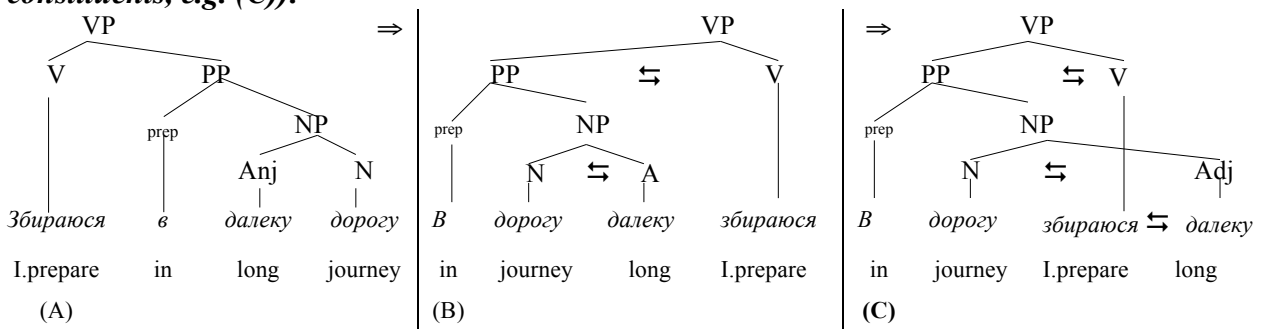 constituents, e.g. (C)).
VP ⇒ VP ⇒ VP
V PP PP ⇆ V PP ⇆ V
prep NP prep NP prep NP
Anj N N ⇆ A N ⇆ Adj
Збираюся в далеку дорогу В дорогу далеку збираюся В дорогу збираюся ⇆ далеку
I.prepare in long journey in journey long I.prepare in journey I.prepare long
(A) (B) (C)